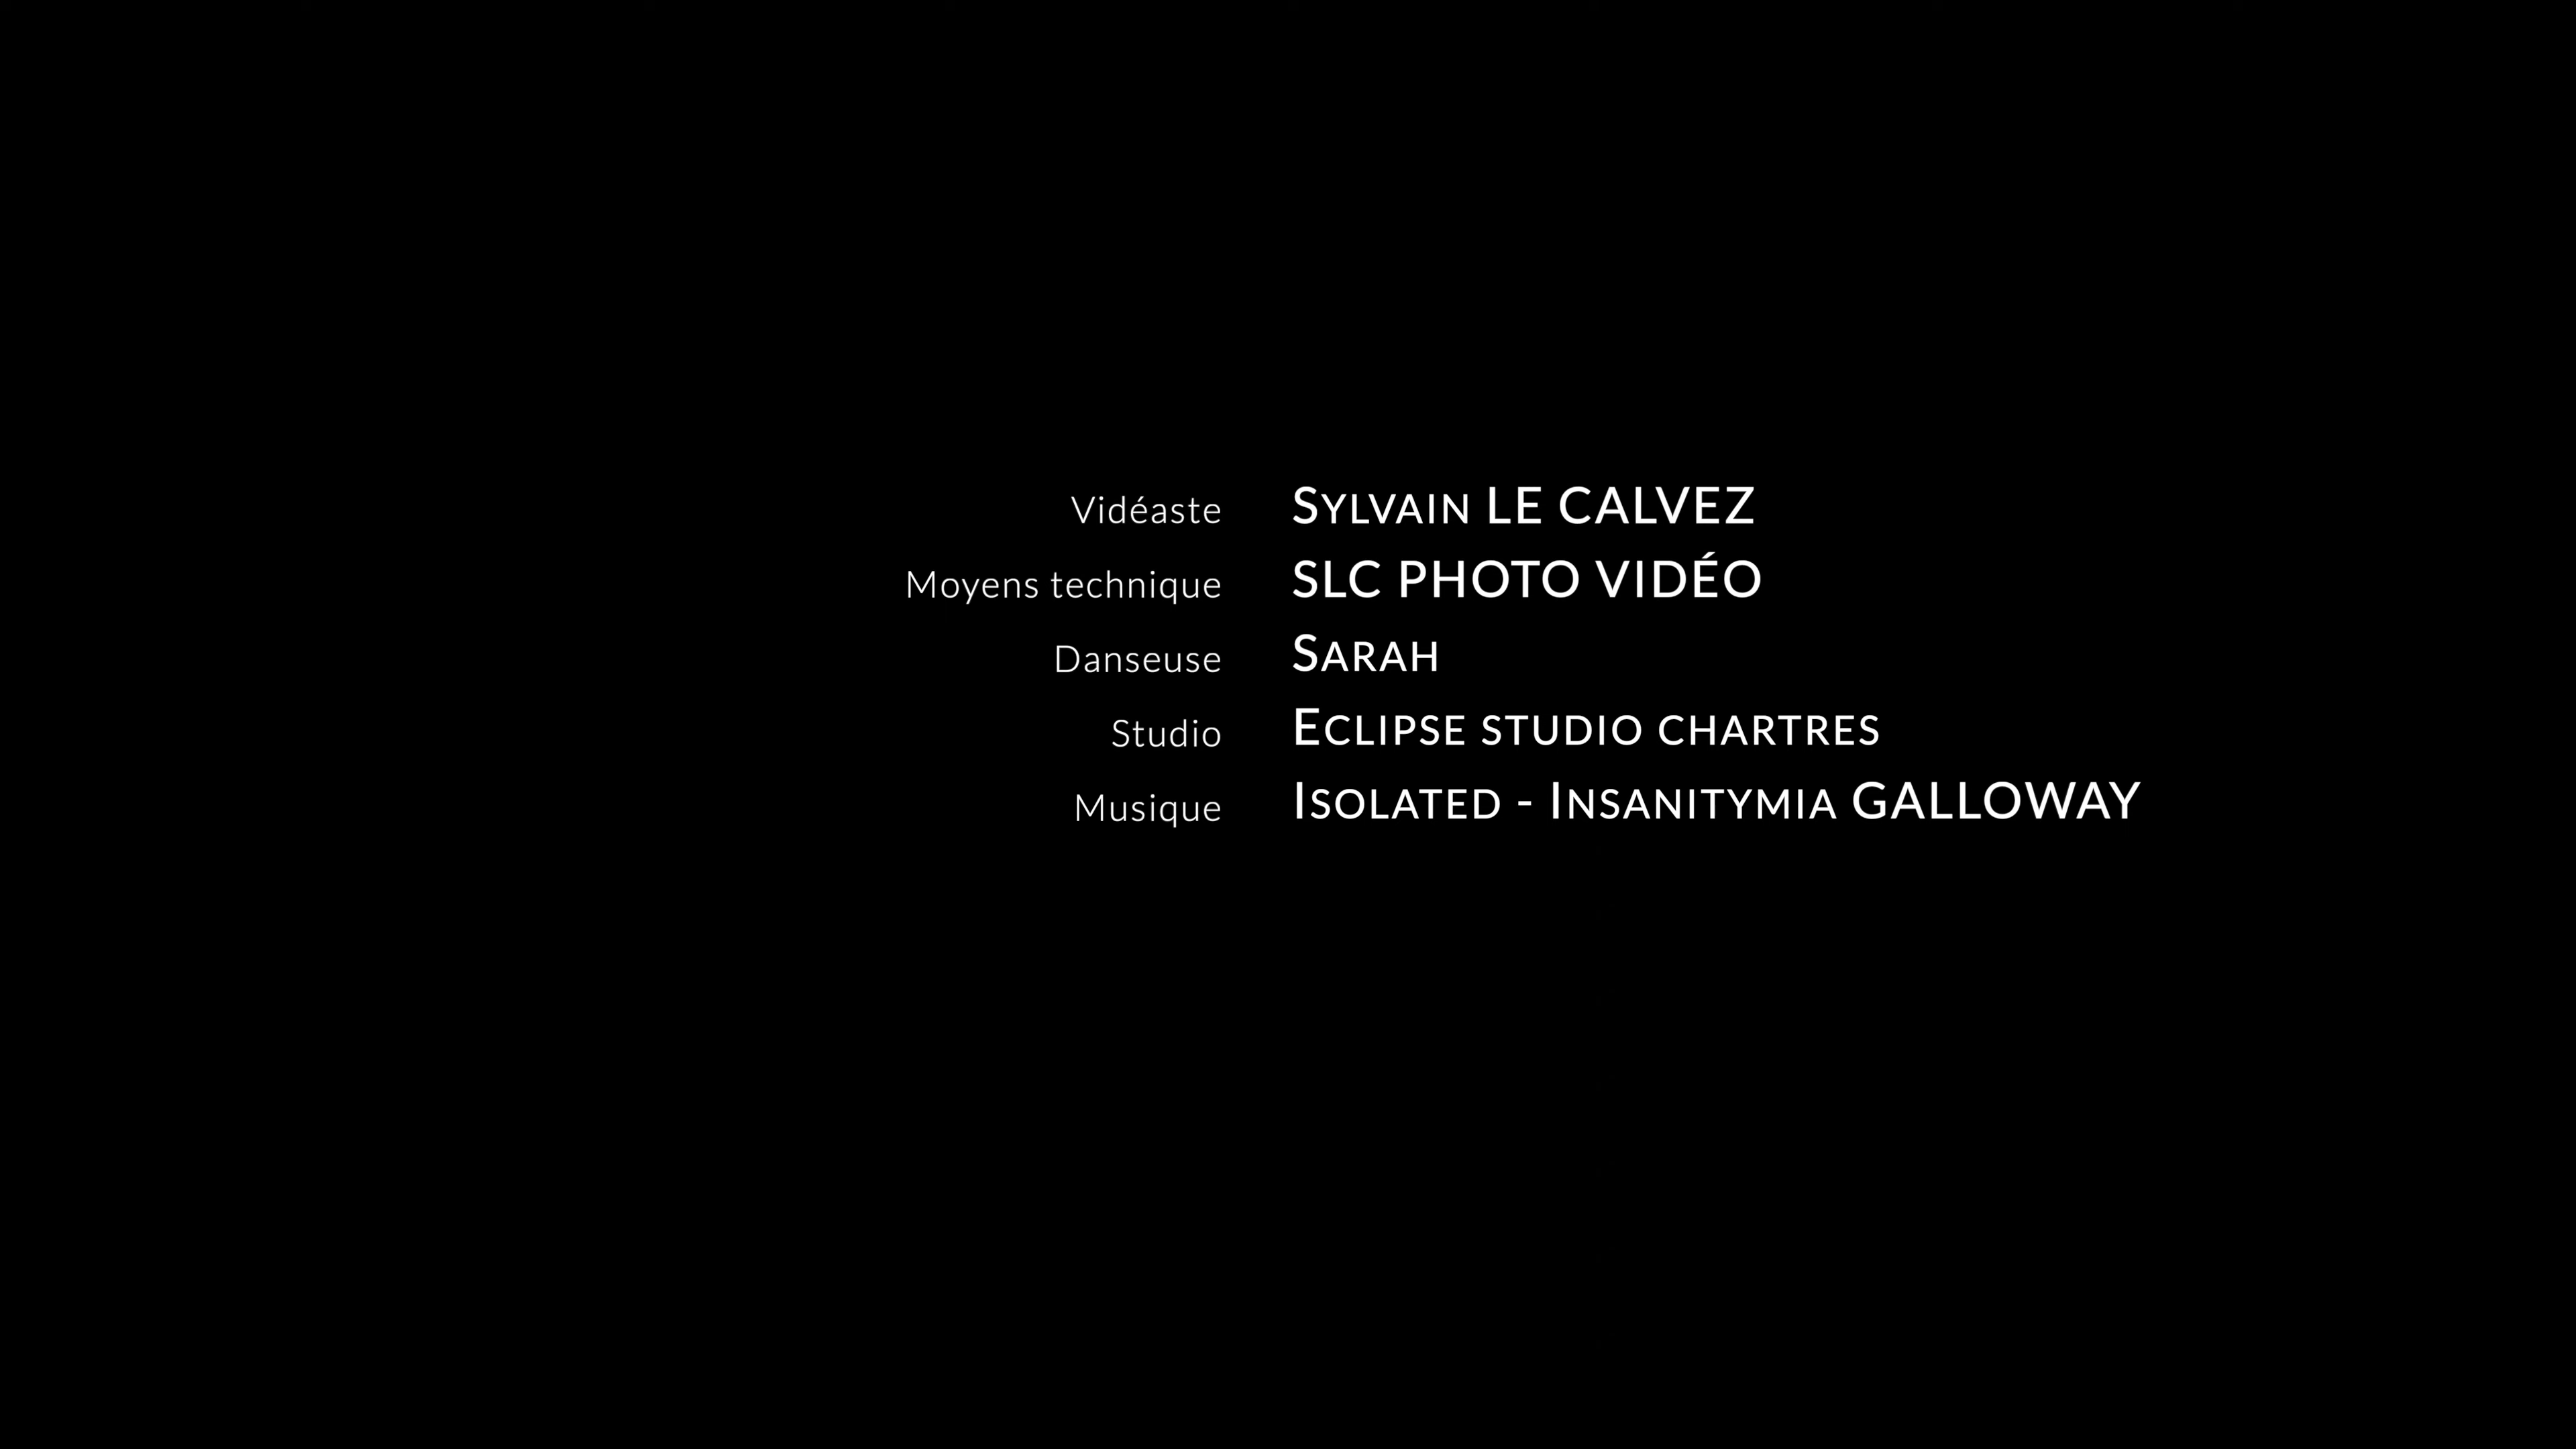 Vidéaste Sylvain LE CALVEZ
Moyens technique SLC PHOTO VIDÉO
Danseuse Sarah
Studio Eclipse studio chartres
Musique Isolated - Insanitymia GALLOWAY